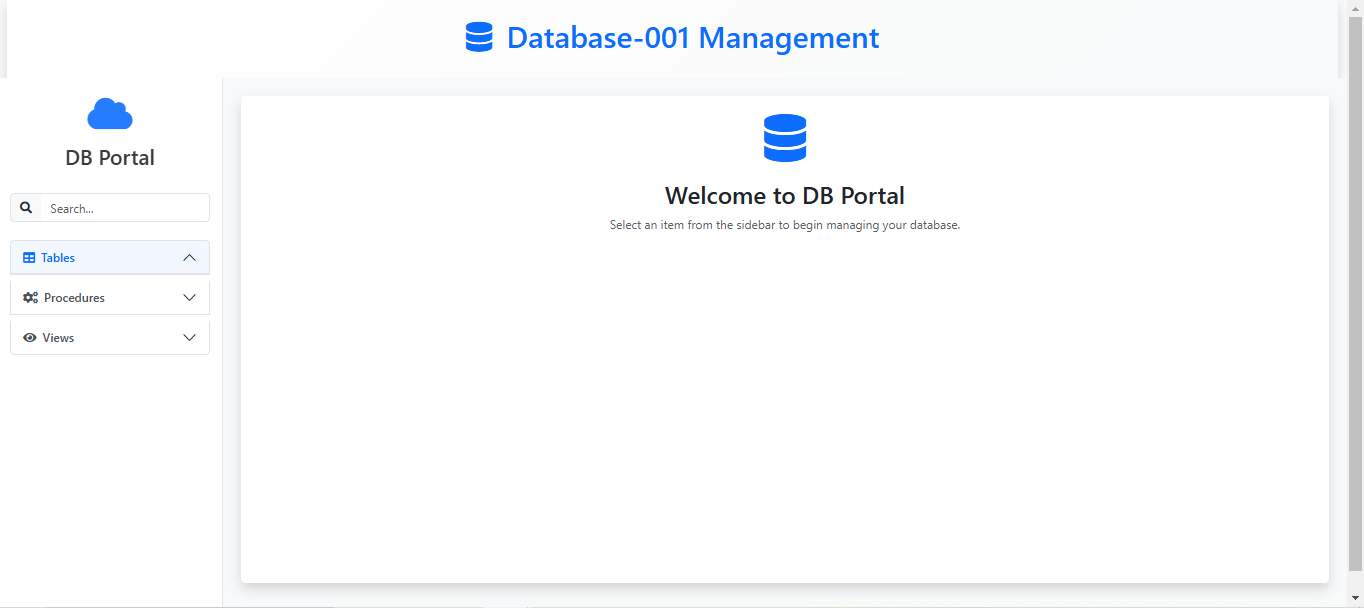 Database-001 Management
DB Portal
Search...
Tables
Procedures
Views
Welcome to DB Portal
Select an item from the sidebar to begin managing your database.